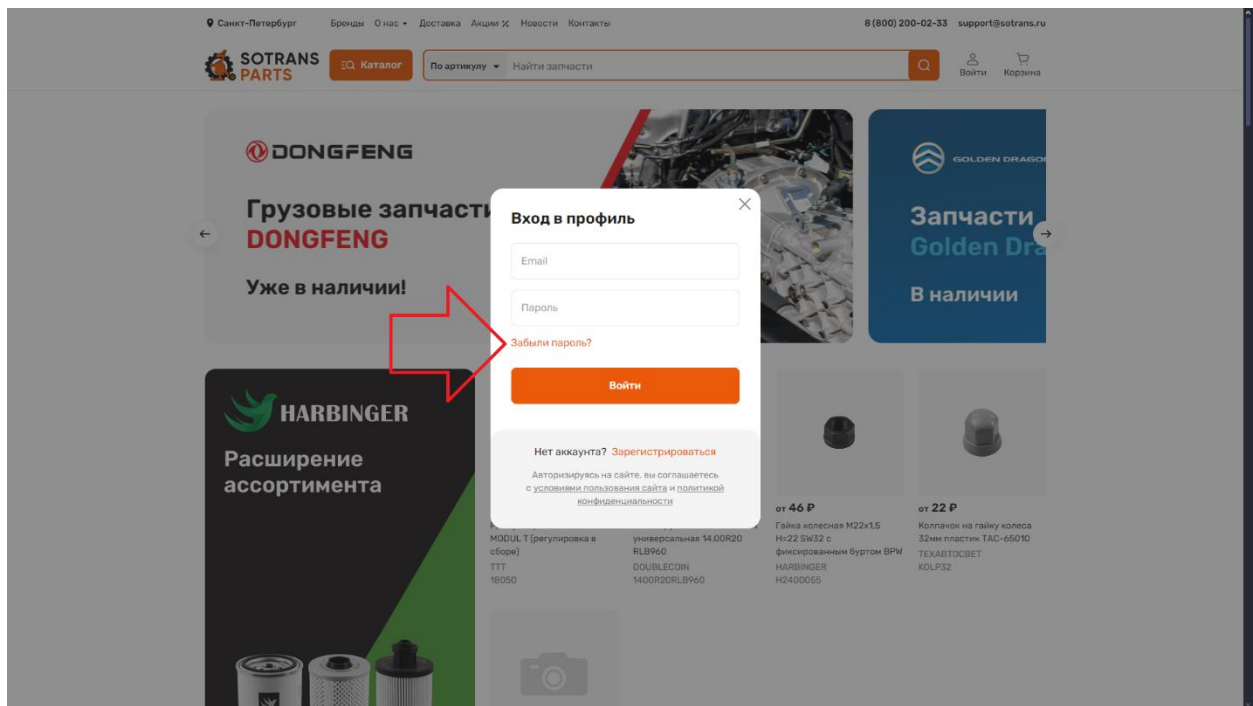 Санкт-Петербург Бренды О нас Доставка Акции Новости Контакты 8 (800) 200-02-33 support@sotrans.ru
SOTRANS
PARTS
Каталог
По артикулу
Найти запчасти
Войти
Корзина
DONGFENG
Грузовые запчасти
DONGFENG
Уже в наличии!
GOLDEN DRAGO
Запчасти
Golden Dra
В наличии
Вход в профиль
Email
Пароль
Забыли пароль?
Войти
Нет аккаунта? Зарегистрироваться
Авторизируясь на сайте, вы соглашаетесь
с условиями пользования сайта и политикой
конфиденциальности
HARBINGER
Расширение
ассортимента
MODUL T (регулировка в
сборе)
TTT
18050
универсальная 14.00R20
RLB960
DOUBLECOIN
1400R20RLB960
от 46 ₽
Гайка колесная М22х1,5
H=22 SW32 с
фиксированным буртом BPW
HARBINGER
H2400055
от 22 ₽
Колпачок на гайку колеса
32мм пластик ТАС-65010
ТЕХАВТОСВЕТ
KOLP32